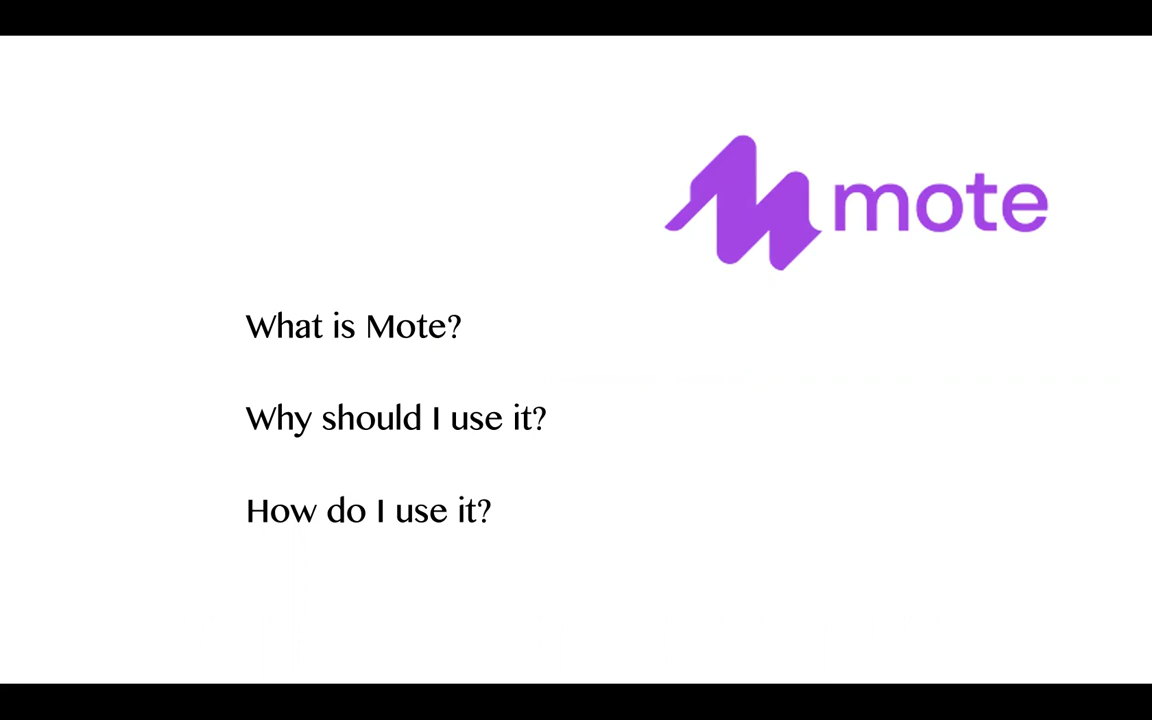 mote
What is Mote?
Why should I use it?
How do I use it?